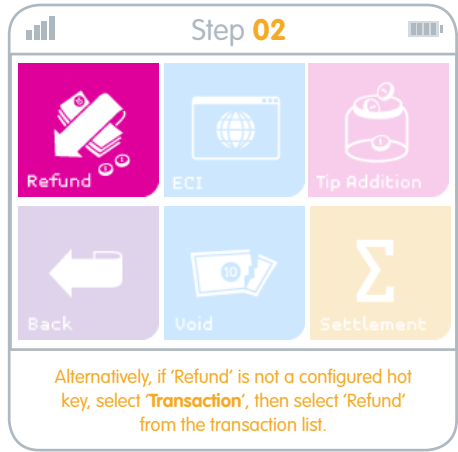 Step 02
Refund
ECI
Tip Addition
Back
10
Void
Settlement
Alternatively, if ‘Refund’ is not a configured hot
key, select ‘Transaction’, then select ‘Refund’
from the transaction list.